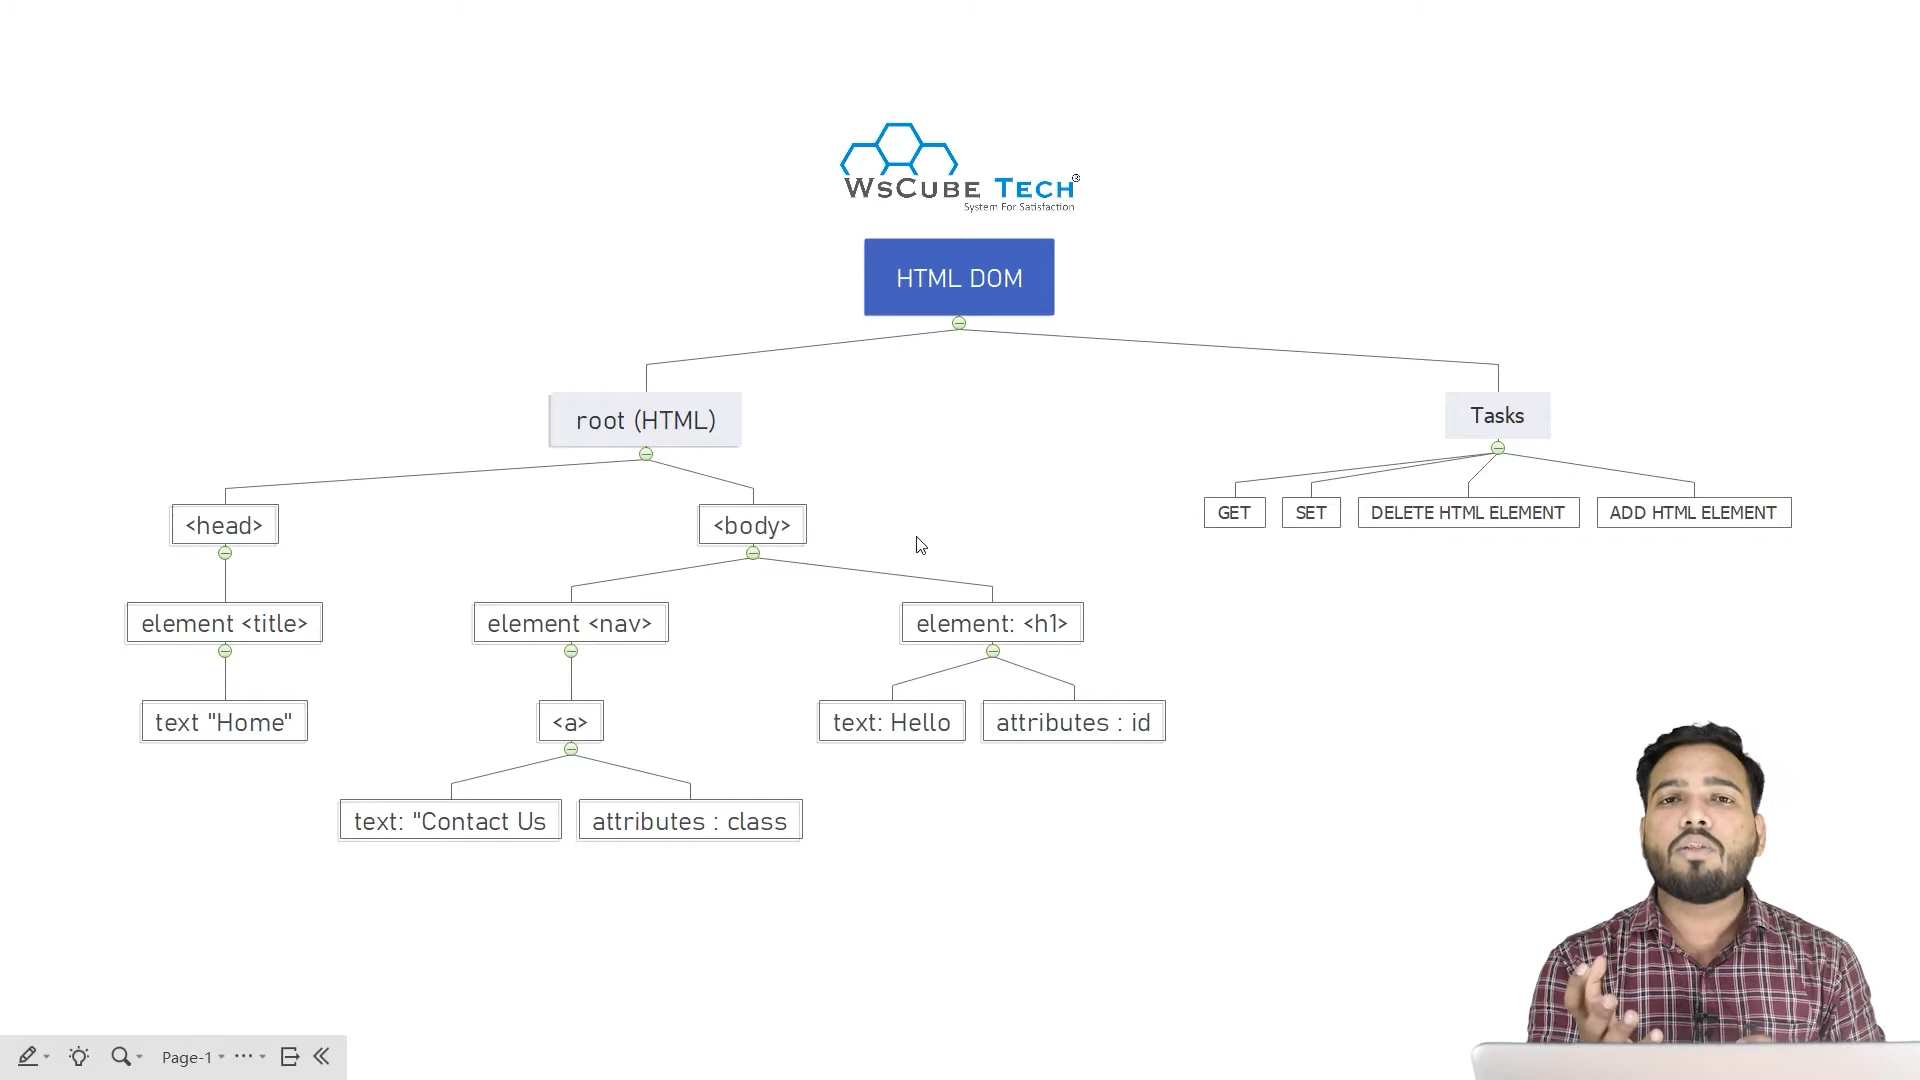 WSCUBE TECH®
System For Satisfaction
HTML DOM
root (HTML)
Tasks
<head>
<body>
GET
SET
DELETE HTML ELEMENT
ADD HTML ELEMENT
element <title>
element <nav>
element: <h1>
text "Home"
<a>
text: Hello
attributes : id
text: "Contact Us
attributes : class
Page-1